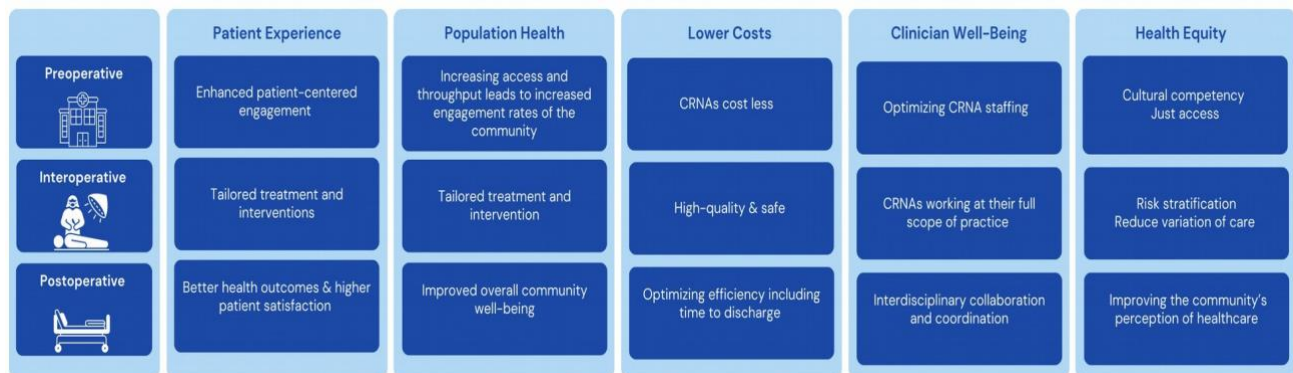 Patient Experience
Population Health
Lower Costs
Clinician Well-Being
Health Equity
Preoperative
Enhanced patient-centered
engagement
Increasing access and
throughput leads to increased
engagement rates of the
community
CRNAs cost less
Optimizing CRNA staffing
Cultural competency
Just access
Interoperative
Tailored treatment and
interventions
Tailored treatment and
intervention
High-quality & safe
CRNAs working at their full
scope of practice
Risk stratification
Reduce variation of care
Postoperative
Better health outcomes & higher
patient satisfaction
Improved overall community
well-being
Optimizing efficiency including
time to discharge
Interdisciplinary collaboration
and coordination
Improving the community's
perception of healthcare